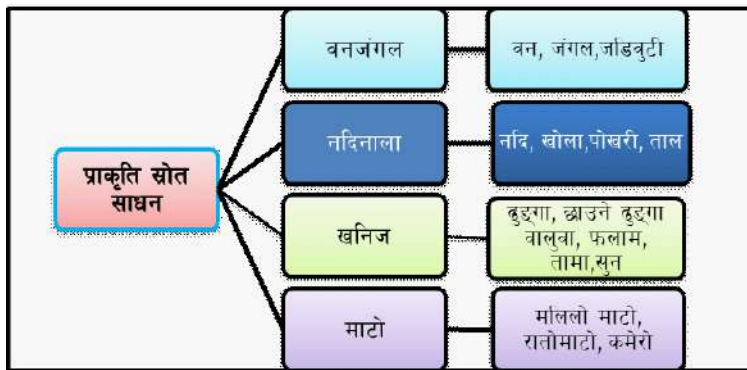 प्राकृति स्रोत
साधन
वनजंगल
वन, जंगल,जडिवुटी
नदिनाला
नदि, खोला,पोखरी, ताल
खनिज
ढुङ्गा, छाउने ढुङ्गा
वालुवा, फलाम,
तामा,सुन
माटो
मलिलो माटो,
रातोमाटो, कमेरो